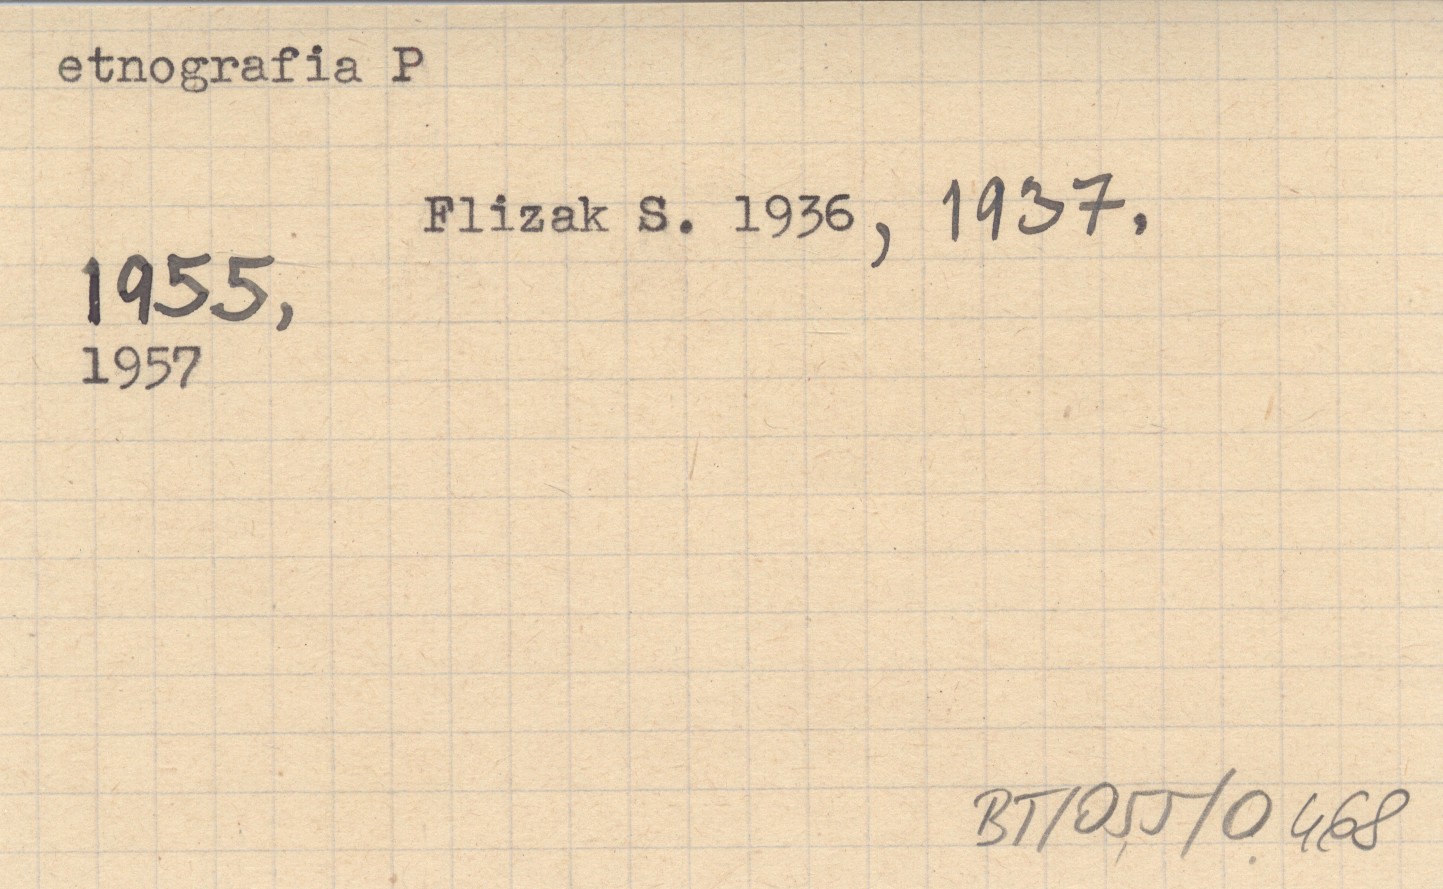 etnografia P
Flizak S. 1936, 1937.
1955,
1957
BT/055/0.468